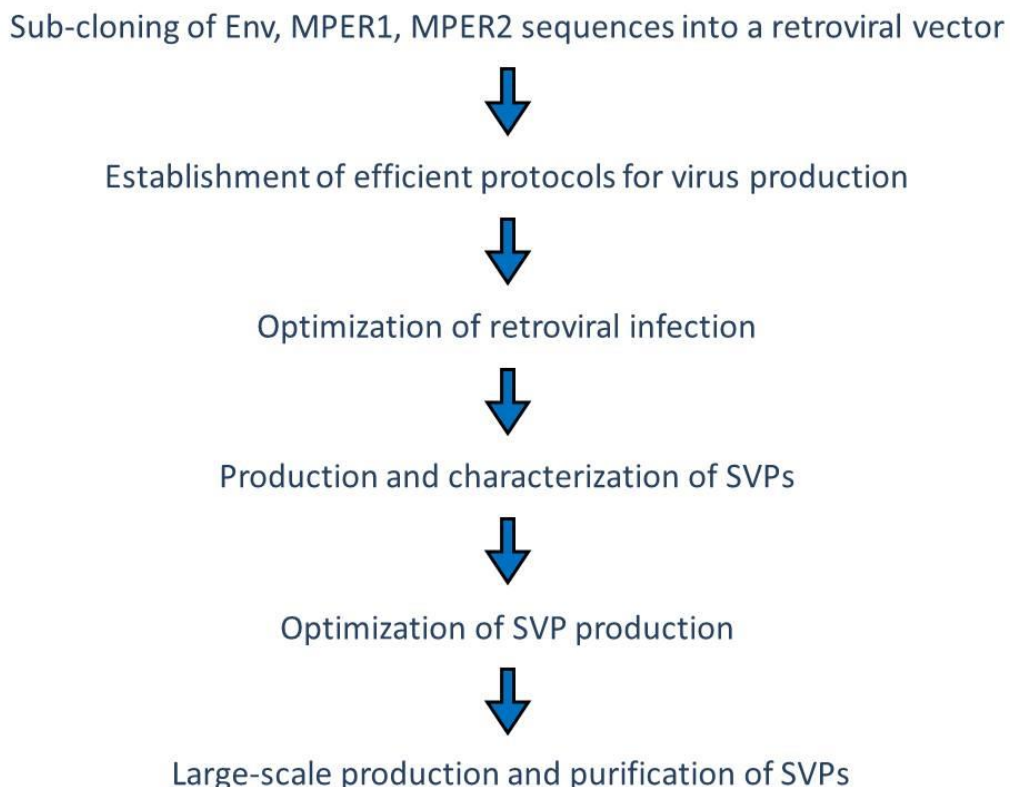 Sub-cloning of Env, MPER1, MPER2 sequences into a retroviral vector
Establishment of efficient protocols for virus production
Optimization of retroviral infection
Production and characterization of SVPs
Optimization of SVP production
Large-scale production and purification of SVPs